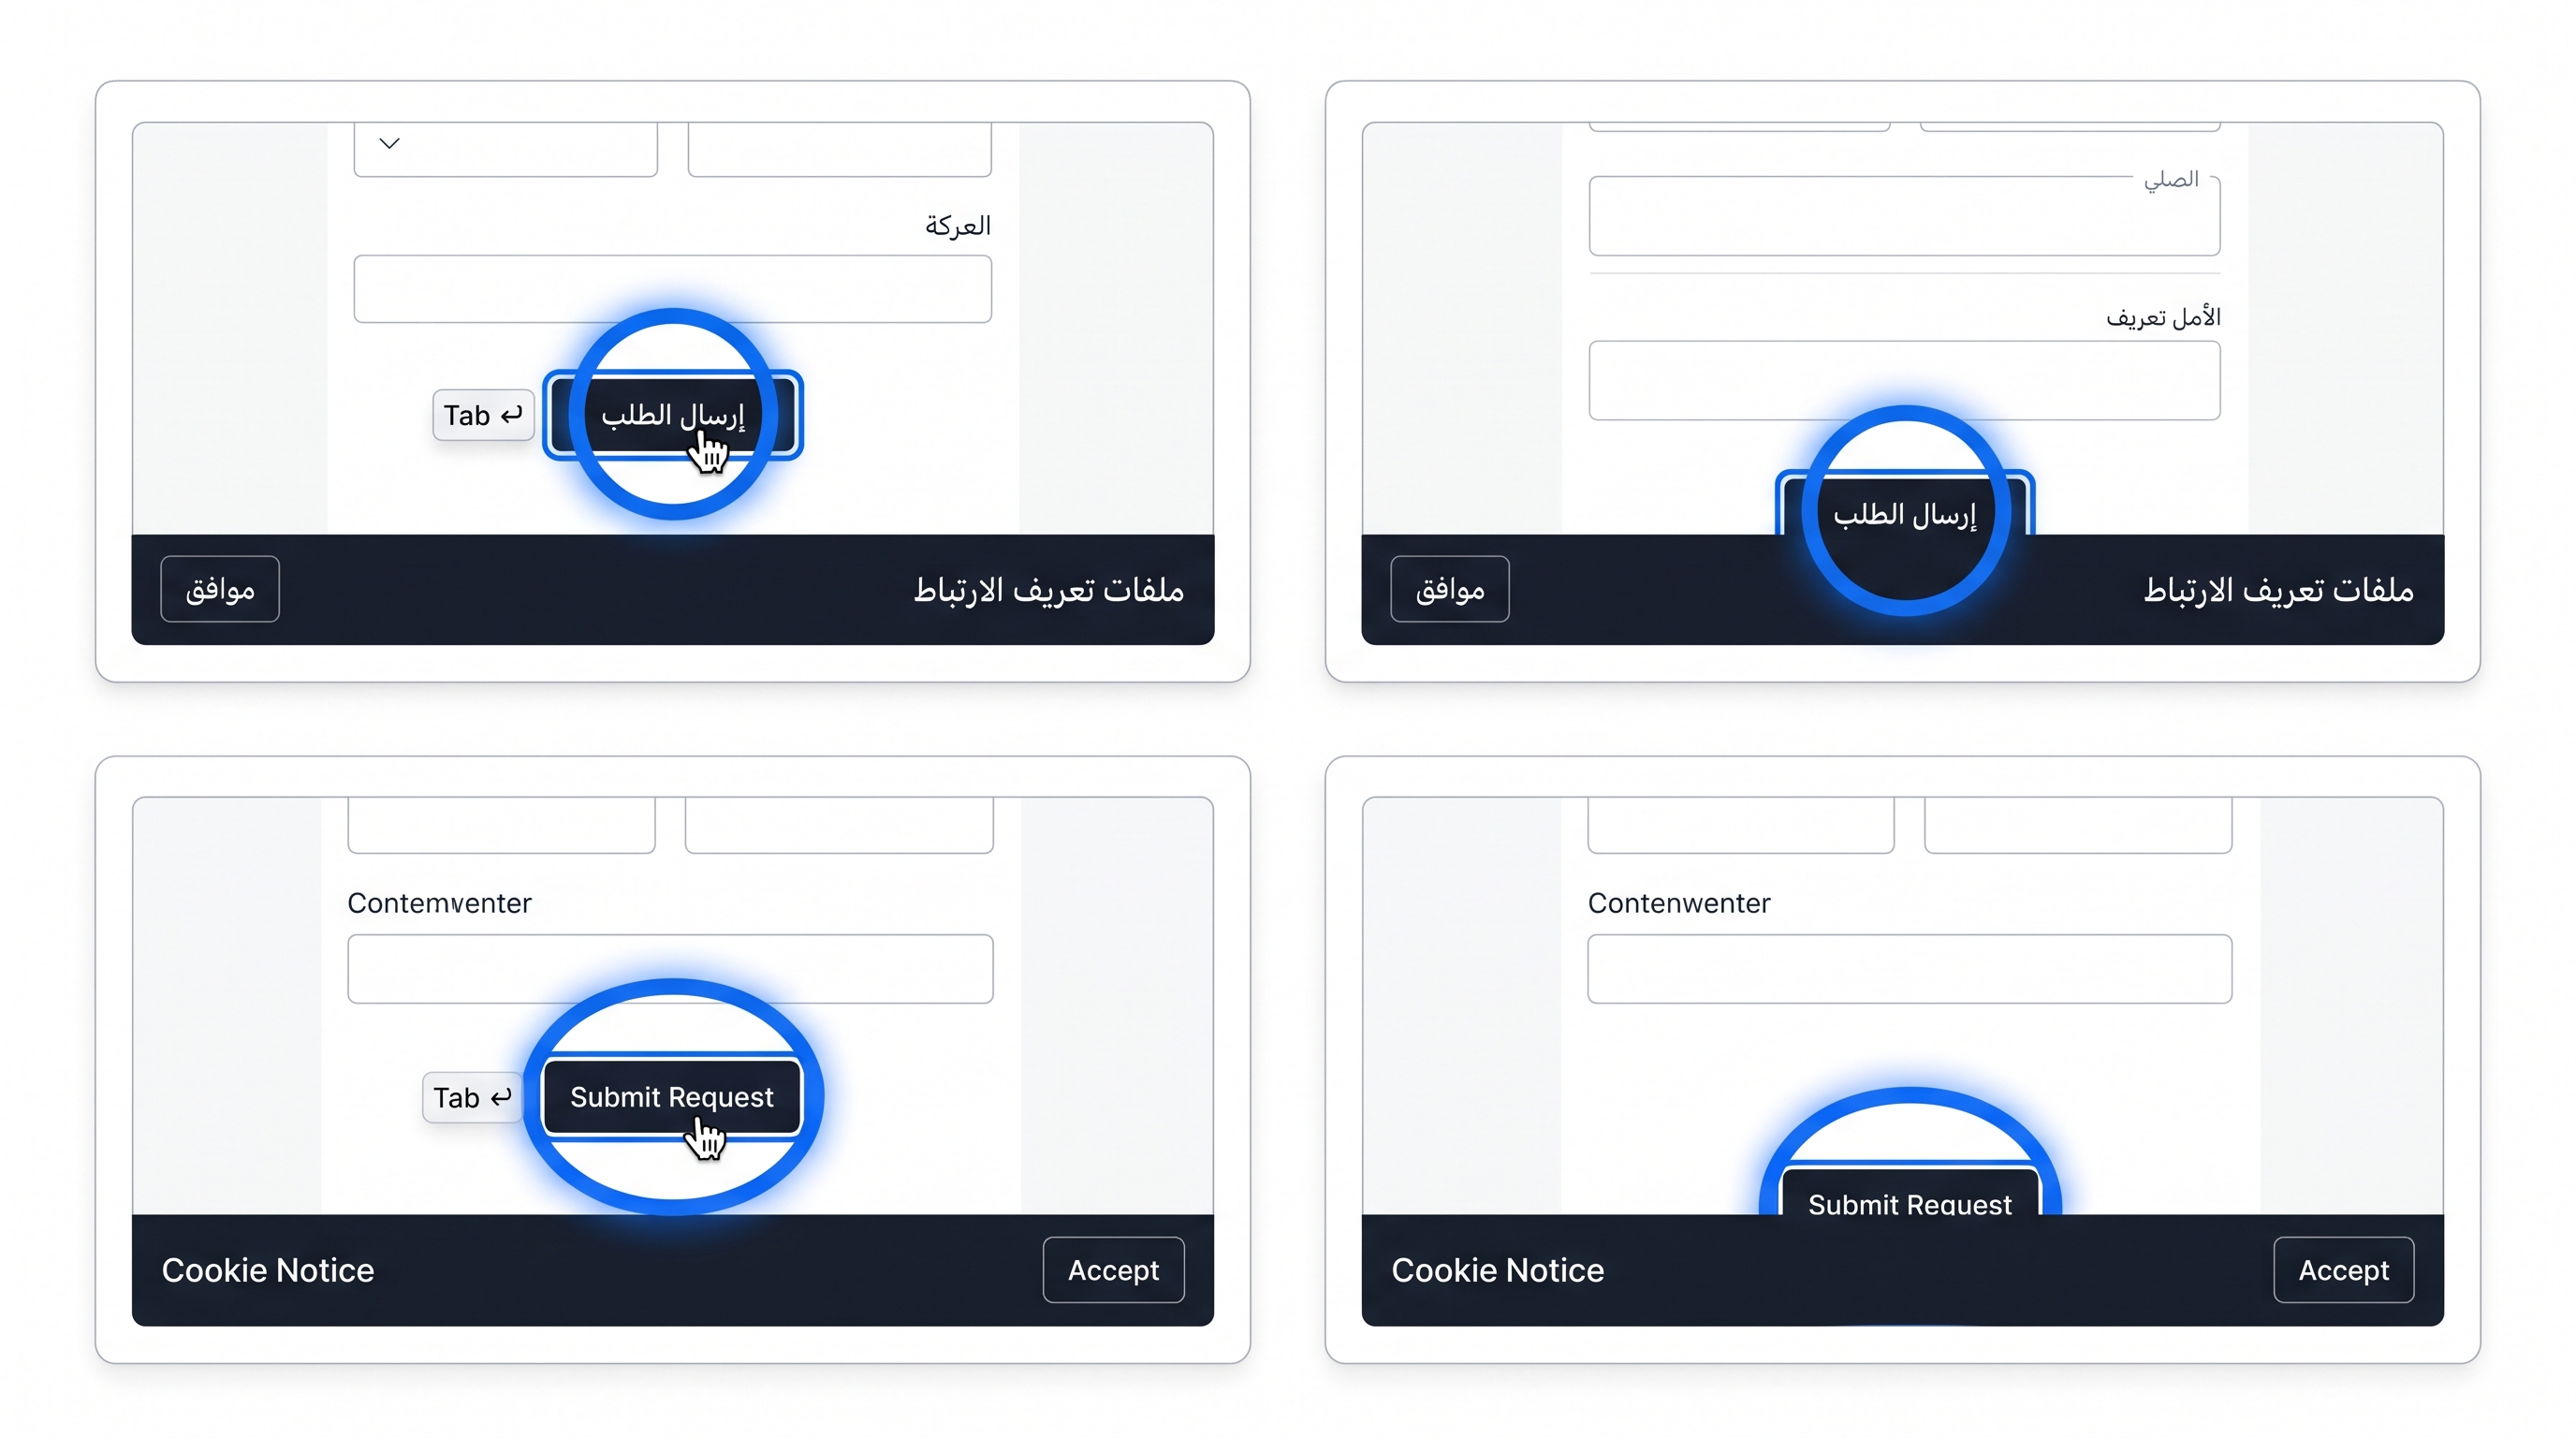 العركة
Tab
إرسال الطلب
ملفات تعريف الارتباط
موافق
الصلي
الأمل تعريف
إرسال الطلب
ملفات تعريف الارتباط
موافق
Contemwenter
Tab
Submit Request
Cookie Notice
Accept
Contenwenter
Submit Request
Cookie Notice
Accept